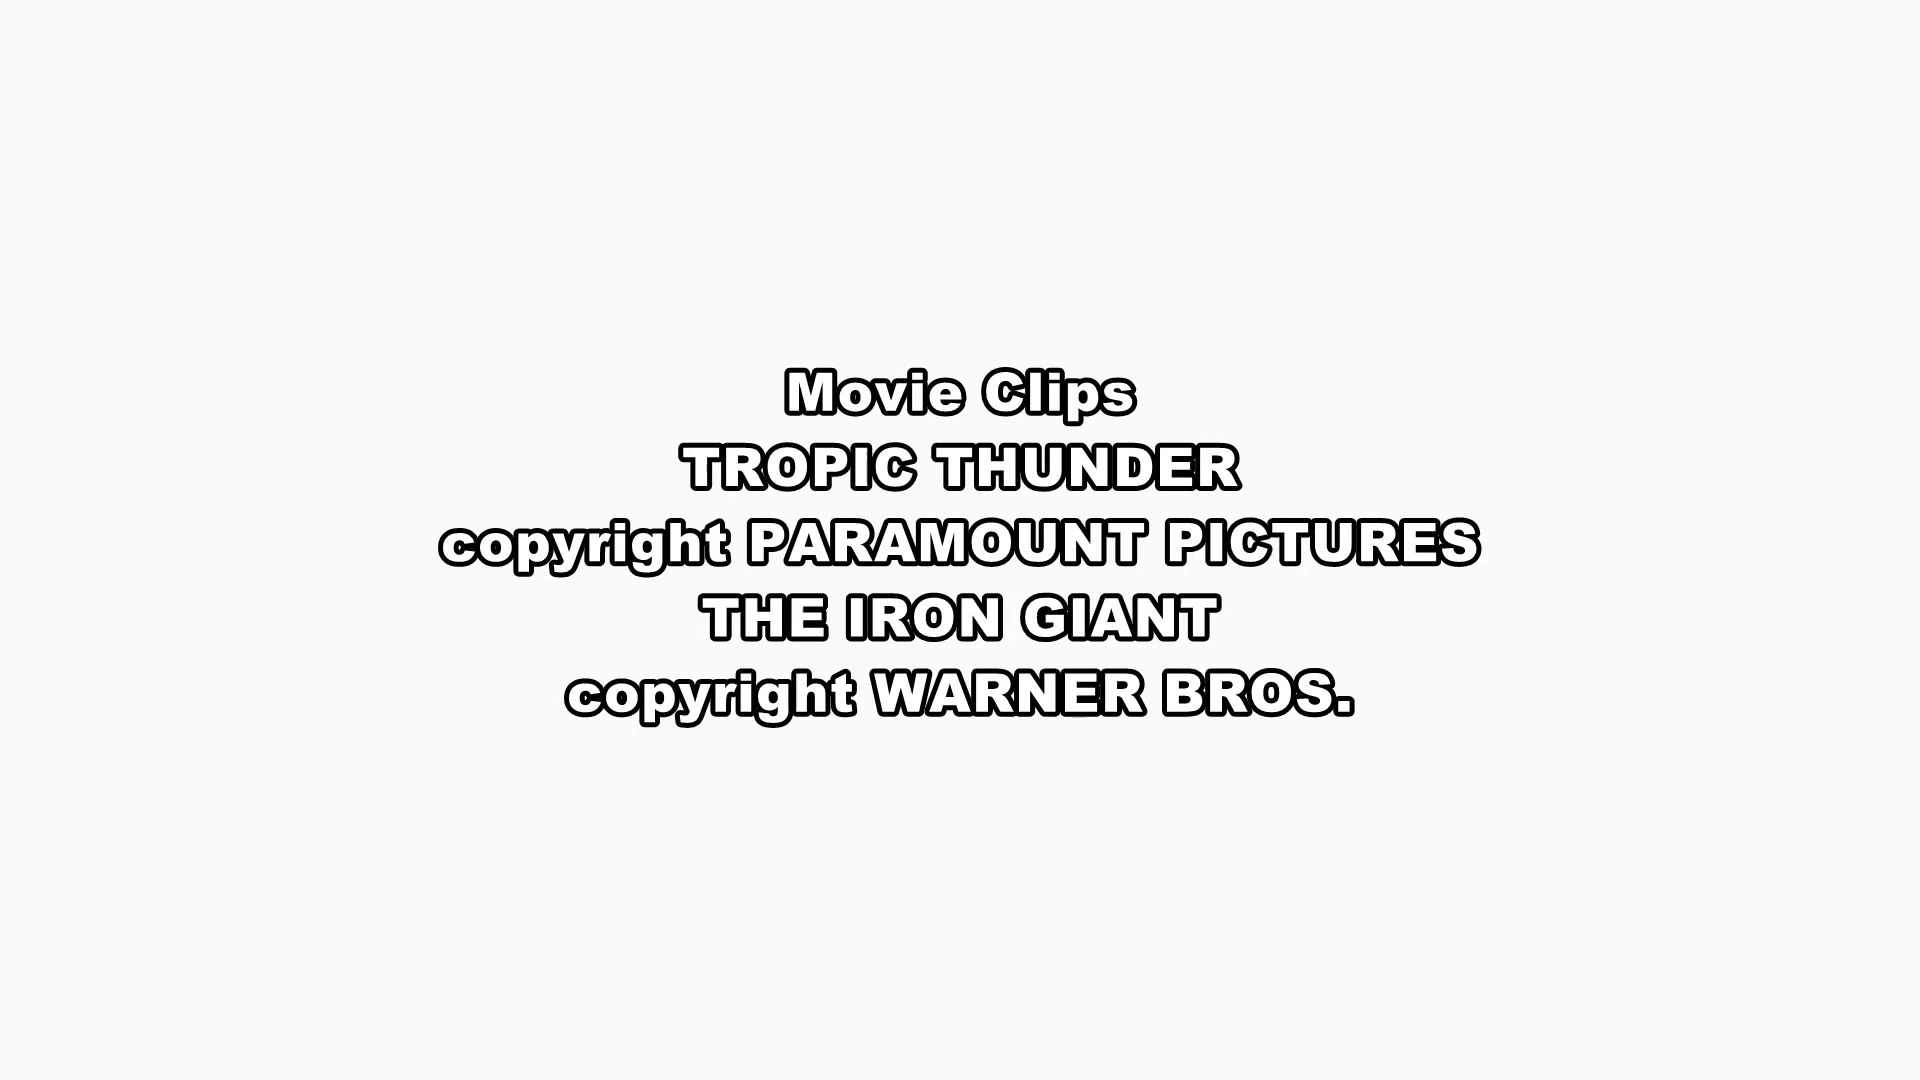 Movie Clips
TROPIC THUNDER
copyright PARAMOUNT PICTURES
THE IRON GIANT
copyright WARNER BROS.